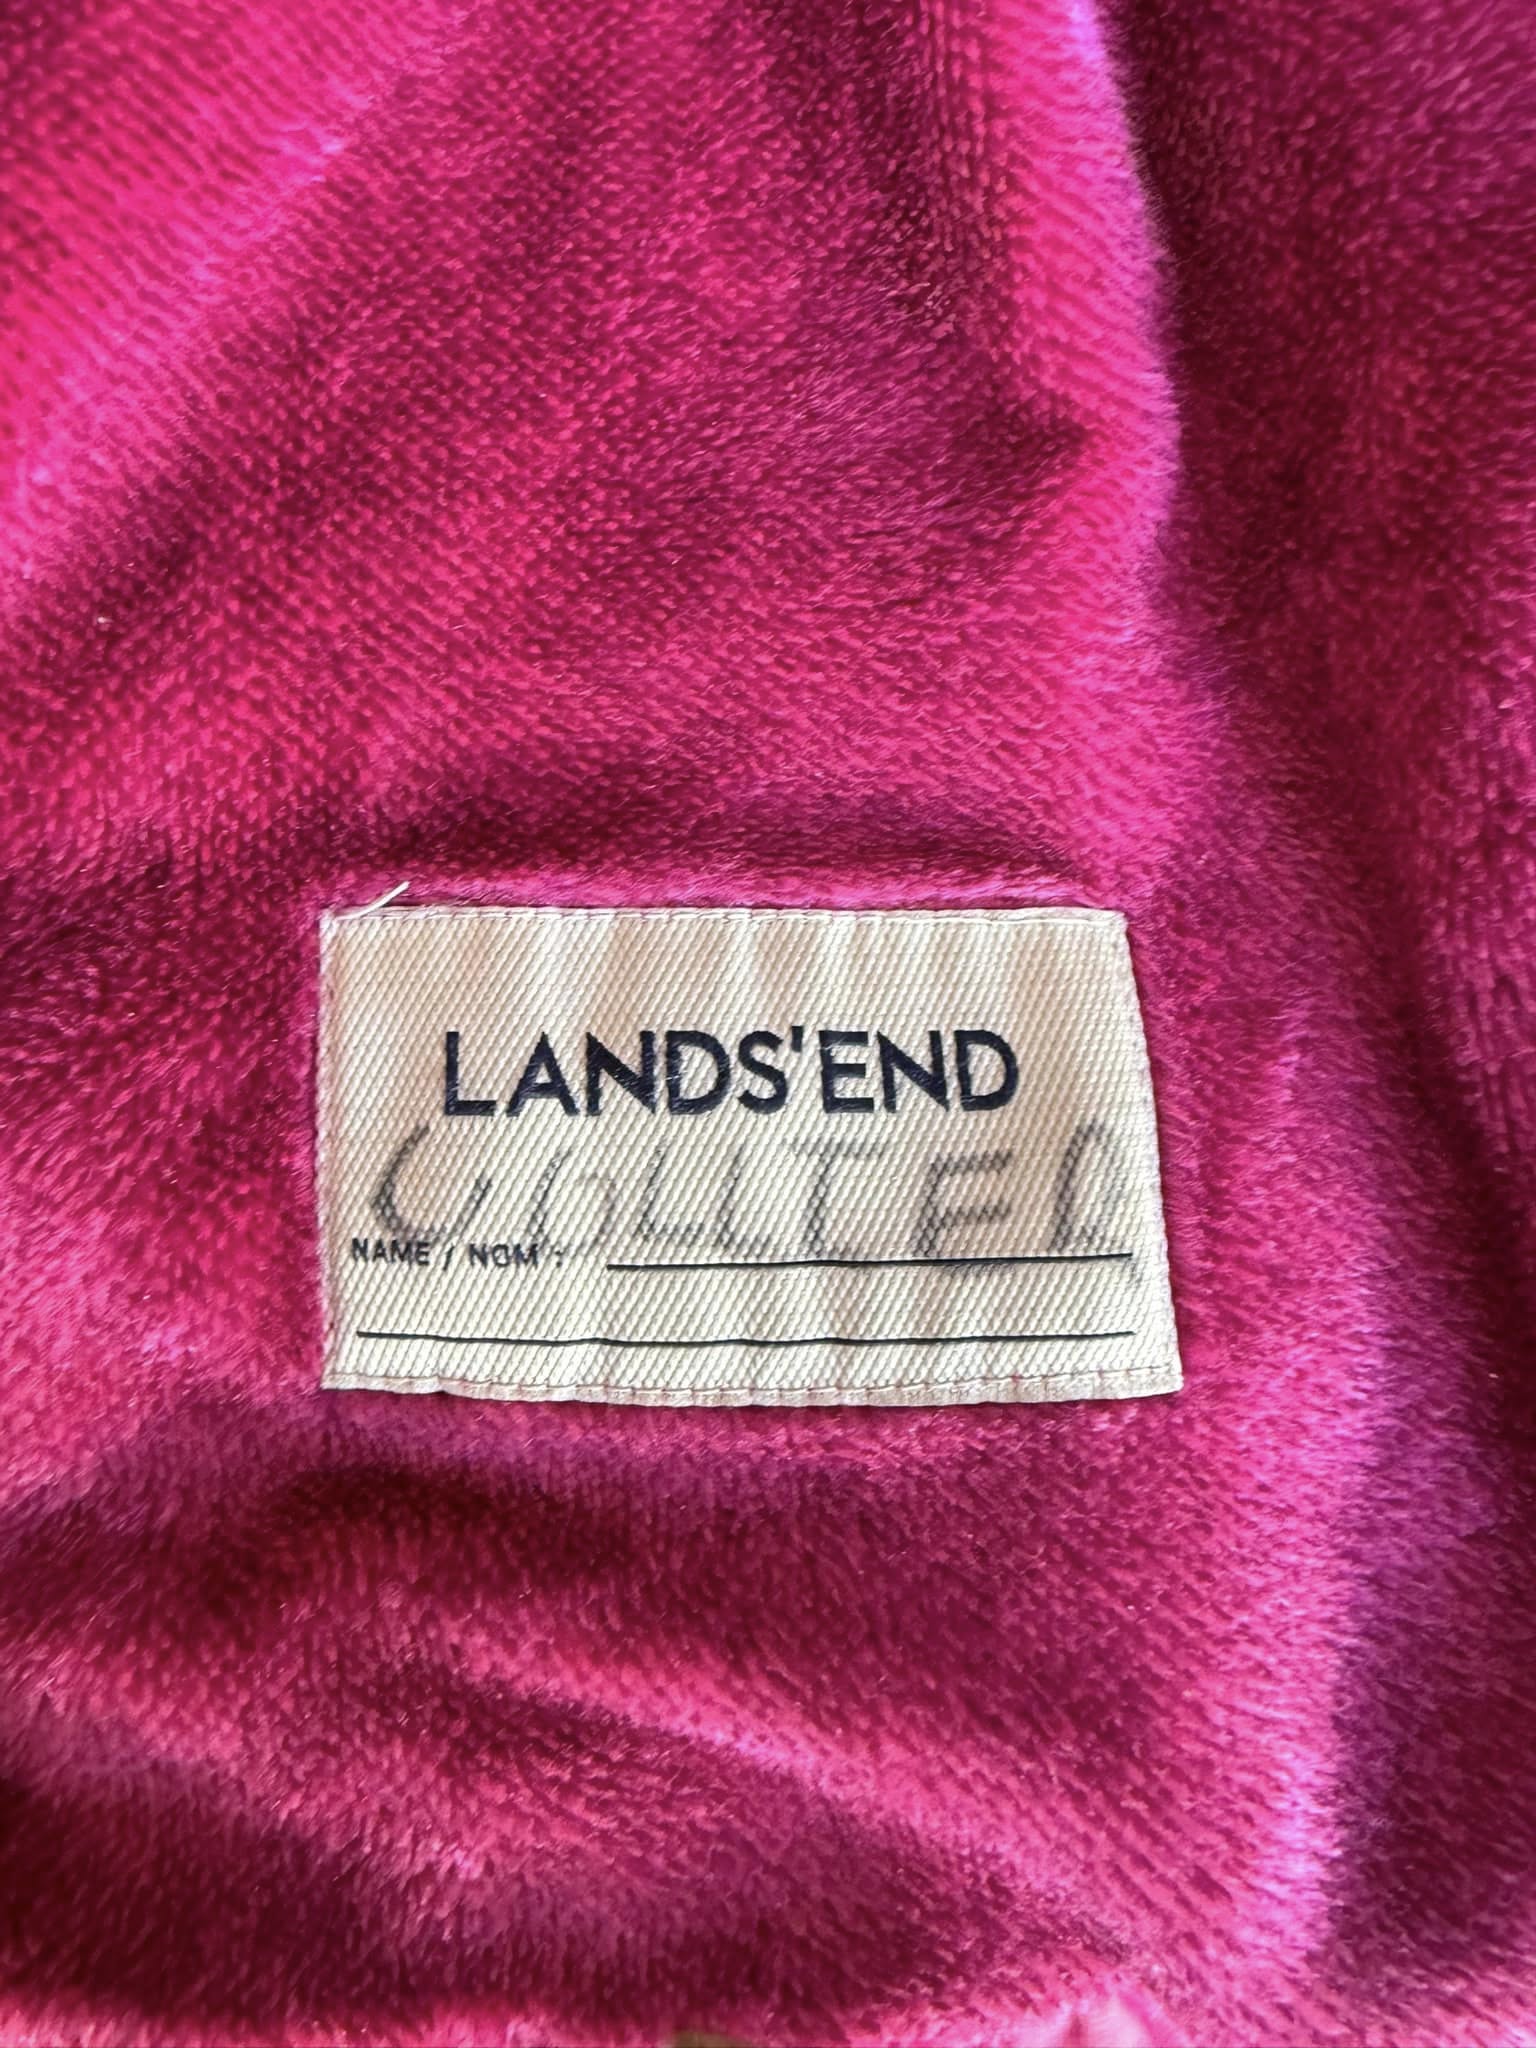 LANDS'END
NAME / NOM :